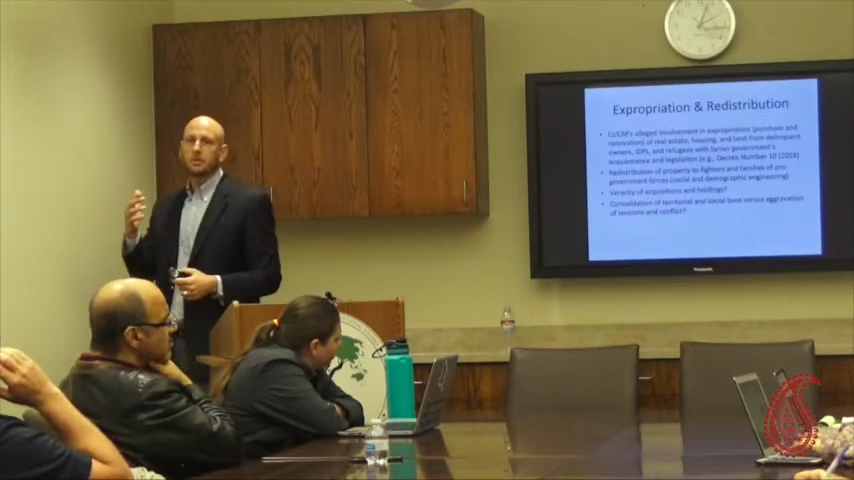 Expropriation & Redistribution
• CI/CM's alleged involvement in expropriation (purchase and
renovation) of real estate, housing, and land from delinquent
owners, IDPs, and refugees with Syrian government's
acquiescence and legislation (e.g., Decree Number 10 (2018)
• Redistribution of property to fighters and families of pro-
government forces (social and demographic engineering)
• Veracity of acquisitions and holdings?
• Consolidation of territorial and social base versus aggravation
of tensions and conflict?
Panasonic